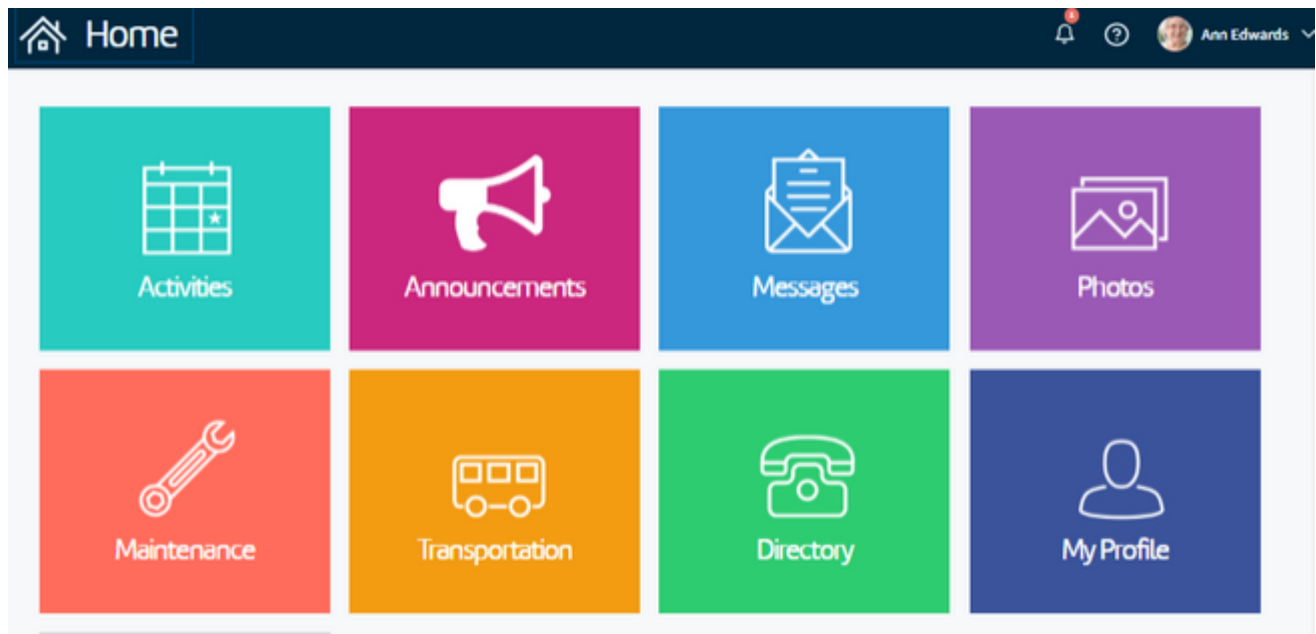 Home
Ann Edwards
Activities
Announcements
Messages
Photos
Maintenance
Transportation
Directory
My Profile